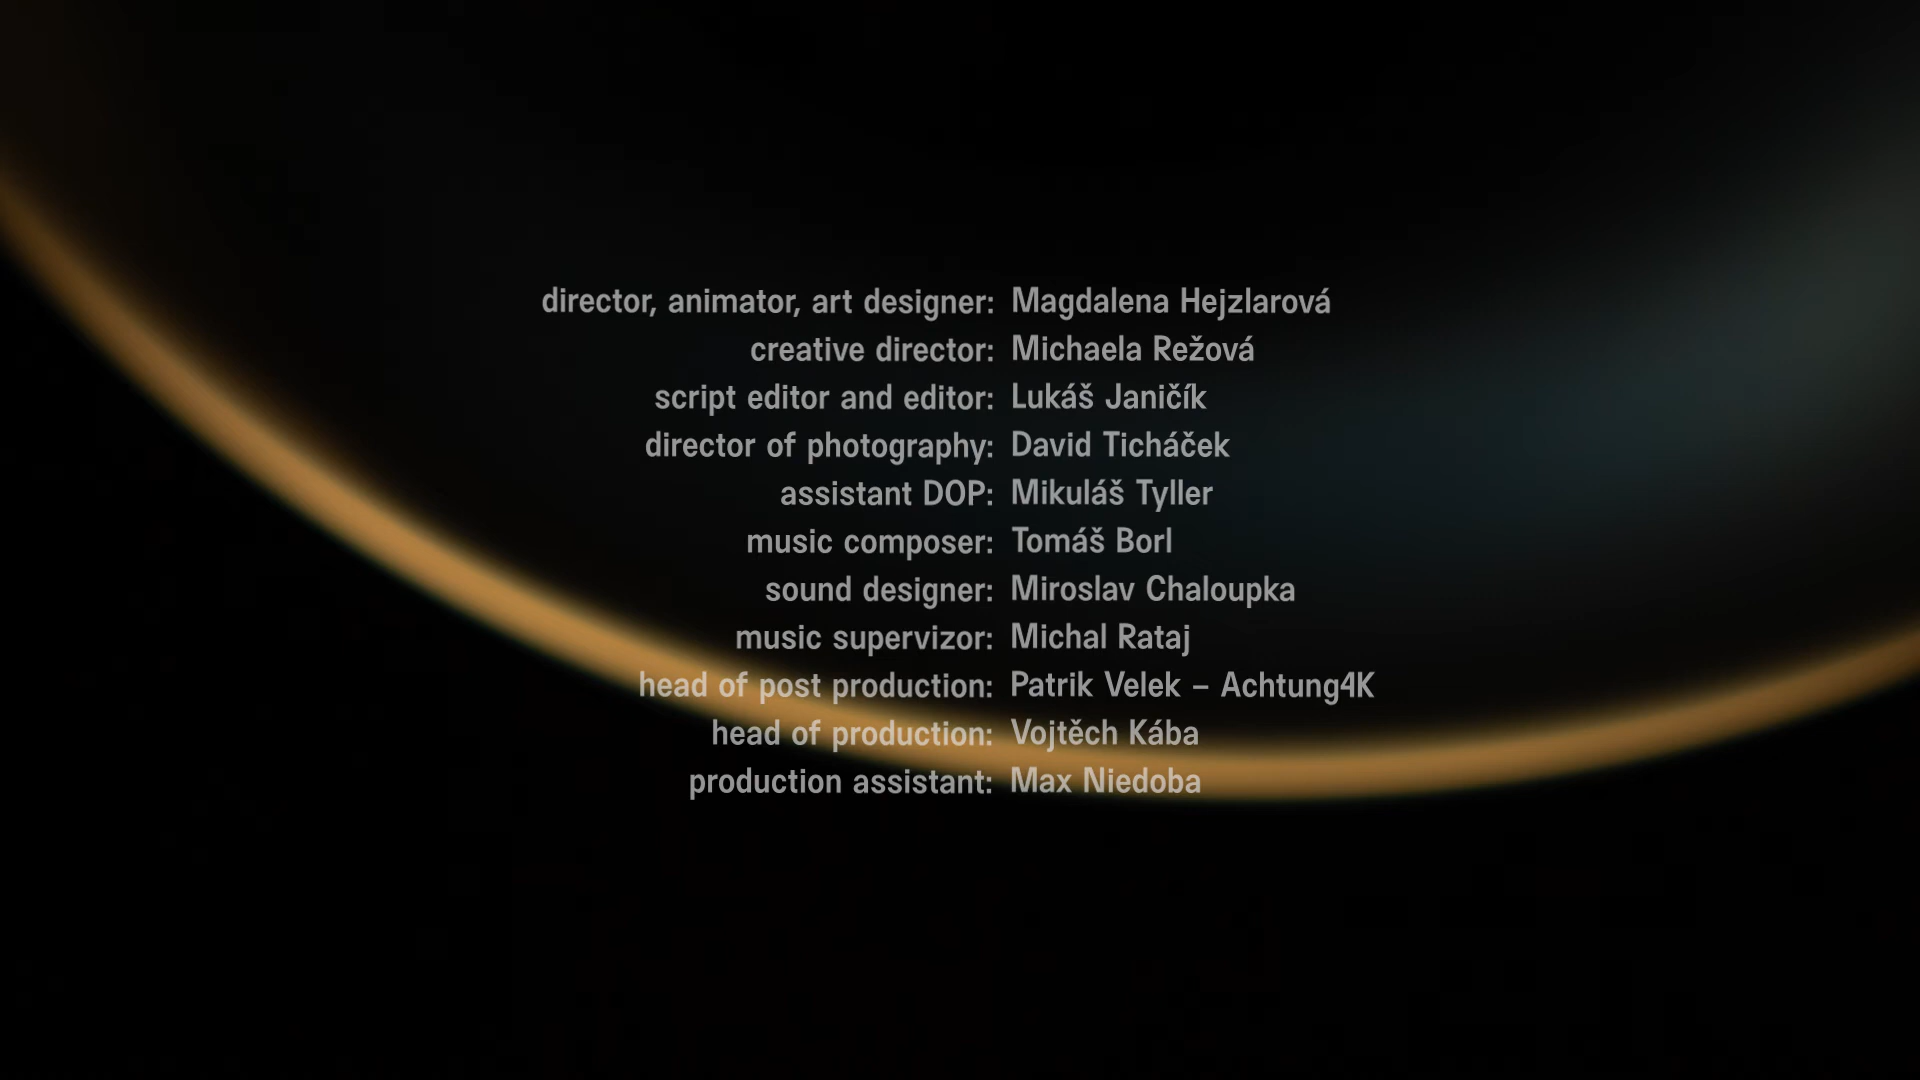 director, animator, art designer: Magdalena Hejzlarová
creative director: Michaela Režová
script editor and editor: Lukáš Janičík
director of photography: David Ticháček
assistant DOP: Mikuláš Tyller
music composer: Tomáš Borl
sound designer: Miroslav Chaloupka
music supervizor: Michal Rataj
head of post production: Patrik Velek – Achtung4K
head of production: Vojtěch Kába
production assistant: Max Niedoba